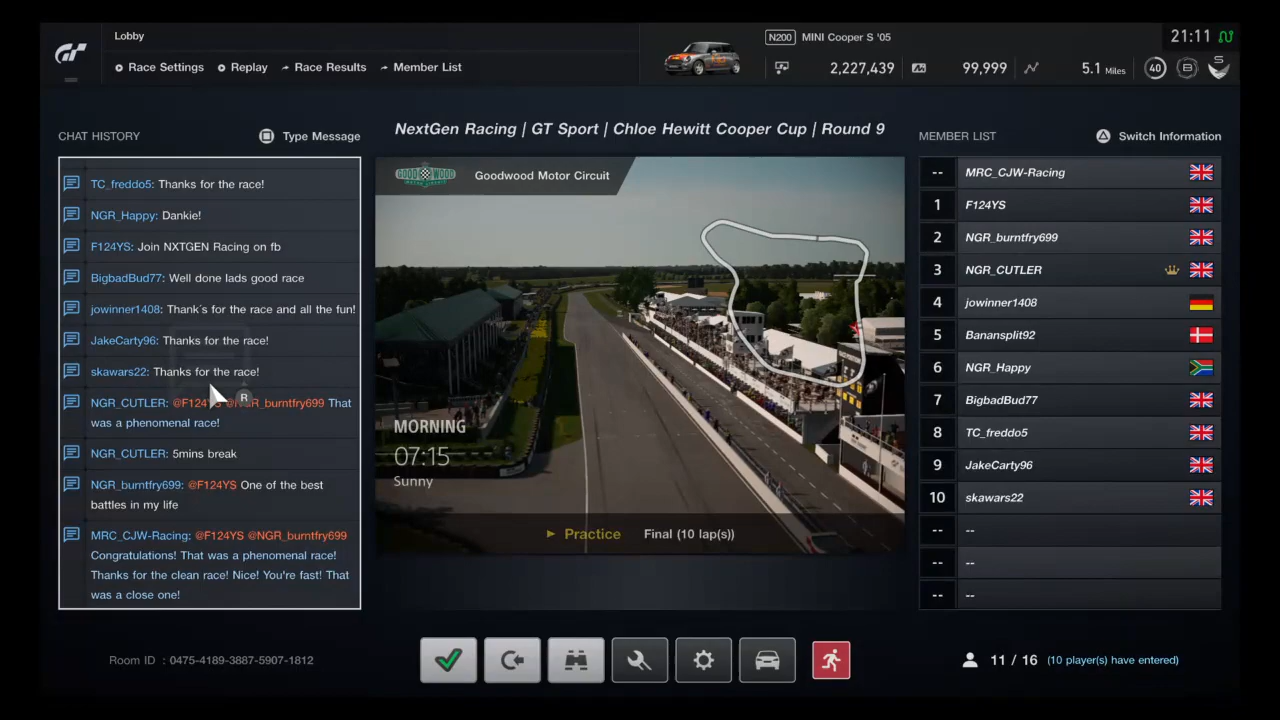 Lobby
N200 MINI Cooper S '05
21:11
Race Settings Replay Race Results Member List
2,227,439 99,999 5.1 Miles 40 B S
CHAT HISTORY Type Message
NextGen Racing | GT Sport | Chloe Hewitt Cooper Cup | Round 9
MEMBER LIST Switch Information
TC_freddo5: Thanks for the race!
NGR_Happy: Dankie!
F124YS: Join NXTGEN Racing on fb
BigbadBud77: Well done lads good race
jowinner1408: Thank´s for the race and all the fun!
JakeCarty96: Thanks for the race!
skawars22: Thanks for the race!
R
NGR_CUTLER: @F124YS @NGR_burntfry699 That
was a phenomenal race!
NGR_CUTLER: 5mins break
NGR_burntfry699: @F124YS One of the best
battles in my life
MRC_CJW-Racing: @F124YS @NGR_burntfry699
Congratulations! That was a phenomenal race!
Thanks for the clean race! Nice! You're fast! That
was a close one!
GOODWOOD
Goodwood Motor Circuit
MORNING
07:15
Sunny
Practice Final (10 lap(s))
-- MRC_CJW-Racing
1 F124YS
2 NGR_burntfry699
3 NGR_CUTLER
4 jowinner1408
5 Banansplit92
6 NGR_Happy
7 BigbadBud77
8 TC_freddo5
9 JakeCarty96
10 skawars22
-- --
-- --
-- --
Room ID : 0475-4189-3887-5907-1812
11 / 16 (10 player(s) have entered)